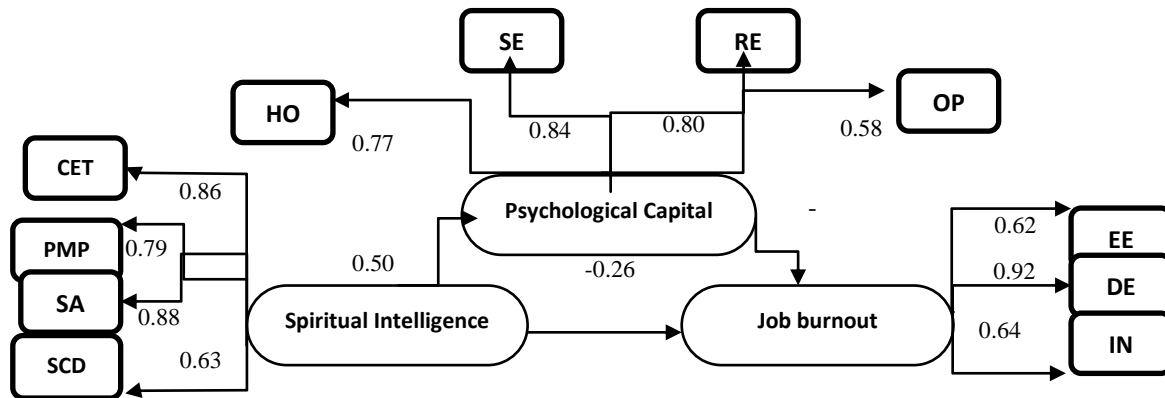 SE
RE
HO
OP
0.84
0.80
0.58
0.77
CET
0.86
Psychological Capital
-
PMP
0.79
0.62
EE
0.50
-0.26
0.92
DE
SA
0.88
Spiritual Intelligence
Job burnout
0.64
IN
SCD
0.63